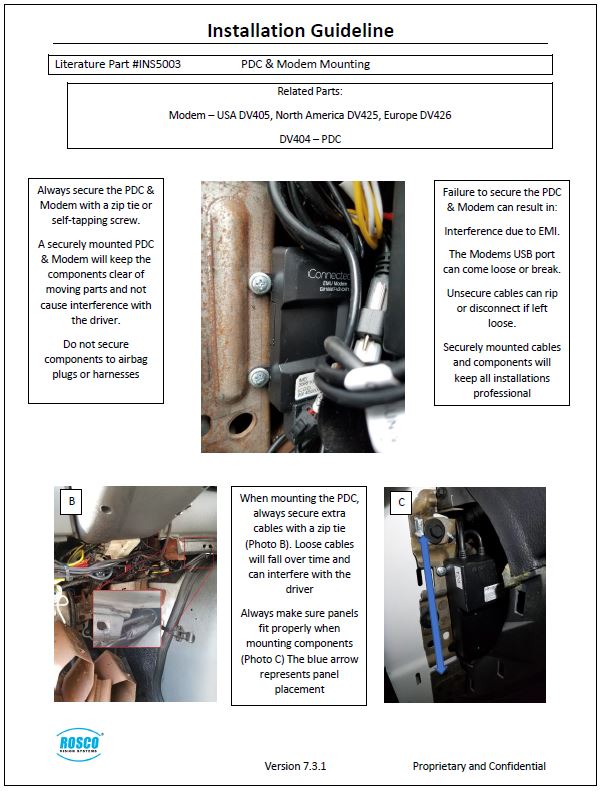 Installation Guideline
Literature Part #INS5003 PDC & Modem Mounting
Related Parts:
Modem – USA DV405, North America DV425, Europe DV426
DV404 – PDC
Always secure the PDC &
Modem with a zip tie or
self-tapping screw.
A securely mounted PDC
& Modem will keep the
components clear of
moving parts and not
cause interference with
the driver.
Do not secure
components to airbag
plugs or harnesses
iConnected
EMU Modem
Failure to secure the PDC
& Modem can result in:
Interference due to EMI.
The Modems USB port
can come loose or break.
Unsecure cables can rip
or disconnect if left
loose.
Securely mounted cables
and components will
keep all installations
professional
B
When mounting the PDC,
always secure extra
cables with a zip tie
(Photo B). Loose cables
will fall over time and
can interfere with the
driver
Always make sure panels
fit properly when
mounting components
(Photo C) The blue arrow
represents panel
placement
C
ROSCO
VISION SYSTEMS
Version 7.3.1
Proprietary and Confidential